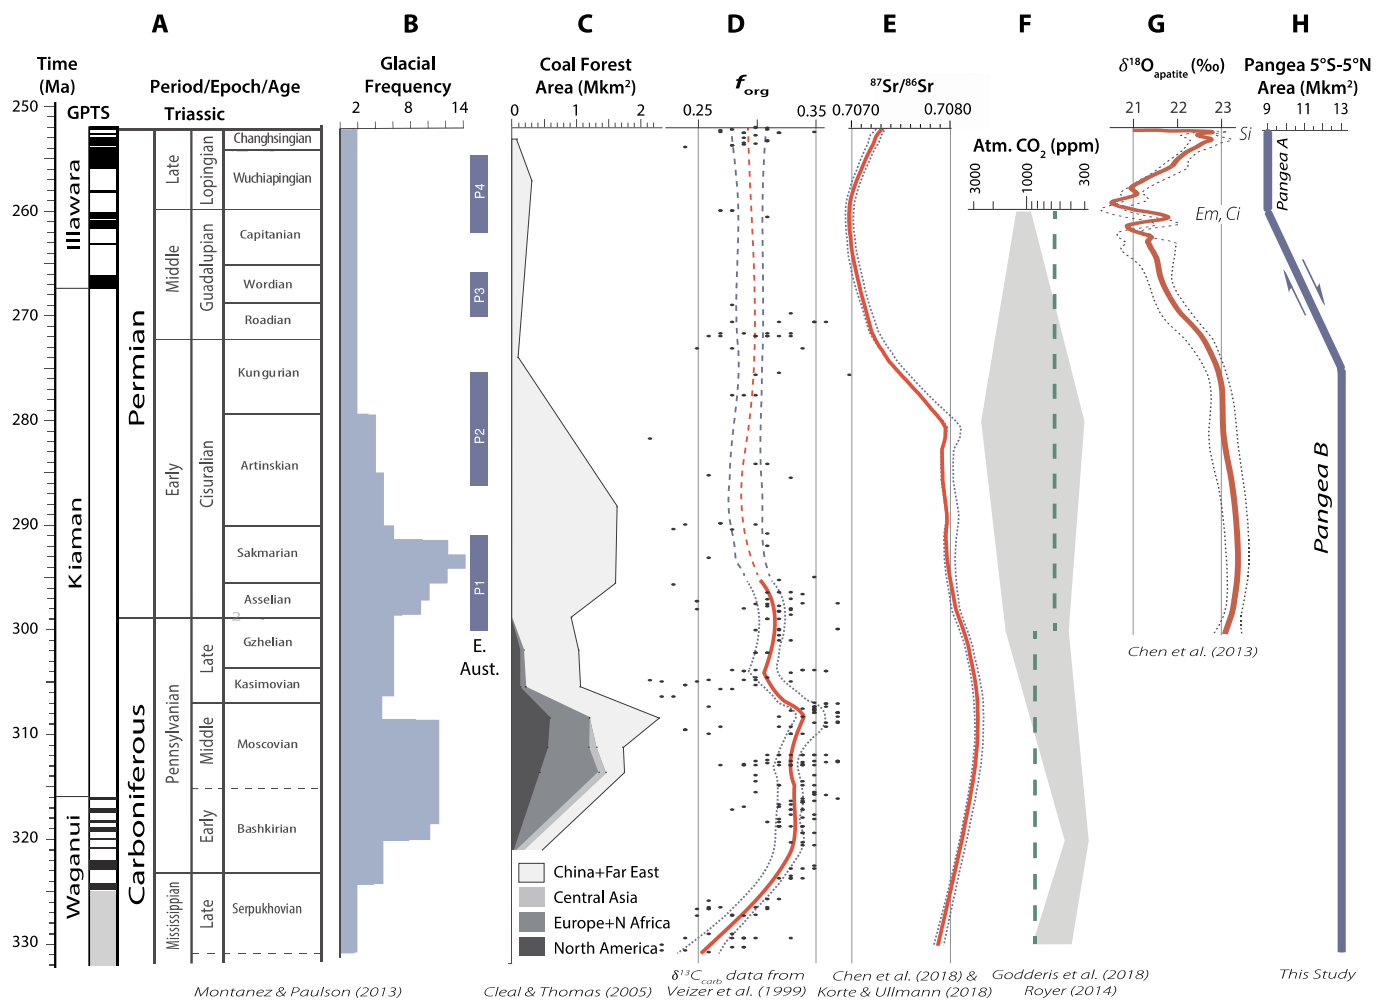 A
B
C
D
E
F
G
H
Time
(Ma)
GPTS
Period/Epoch/Age
Triassic
Glacial
Frequency
2
8
14
Coal Forest
Area (Mkm²)
0
1
2
f org
0.25
0.35
⁸⁷Sr/⁸⁶Sr
0.7070
0.7080
Atm. CO₂ (ppm)
3000
1000
300
δ¹⁸O apatite (‰)
21
22
23
Pangea 5°S-5°N
Area (Mkm²)
9
11
13
250
260
270
280
290
300
310
320
330
Illawara
Kiaman
Waganui
Permian
Carboniferous
Late
Middle
Early
Pennsylvanian
Mississippian
Lopingian
Guadalupian
Cisuralian
Late
Middle
Early
Late
Changhsingian
Wuchiapingian
Capitanian
Wordian
Roadian
Kungurian
Artinskian
Sakmarian
Asselian
Gzhelian
Kasimovian
Moscovian
Bashkirian
Serpukhovian
P4
P3
P2
P1
E.
Aust.
China+Far East
Central Asia
Europe+N Africa
North America
Si
Em, Ci
Pangea A
Pangea B
Chen et al. (2013)
Montanez & Paulson (2013)
Cleal & Thomas (2005)
δ¹³C carb data from
Veizer et al. (1999)
Chen et al. (2018) &
Korte & Ullmann (2018)
Godderis et al. (2018)
Royer (2014)
This Study